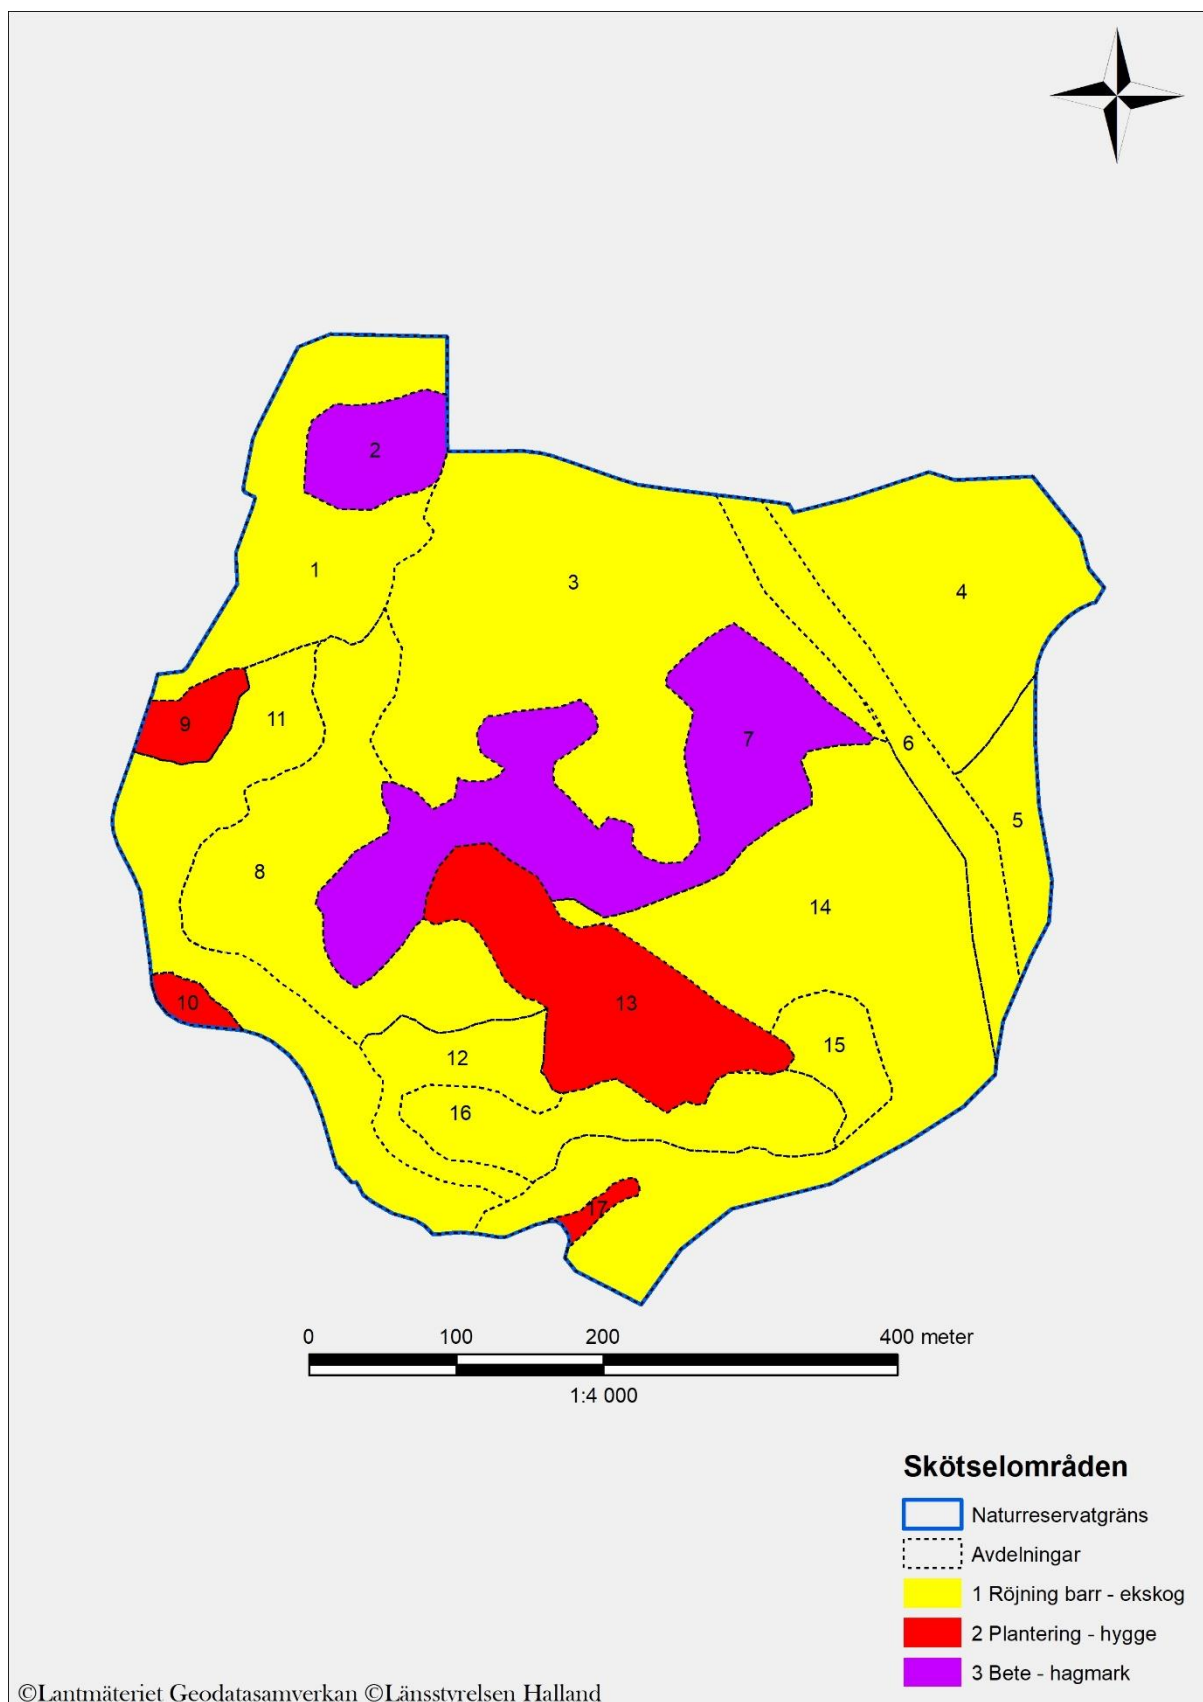 2
1
3
4
9
11
7
6
5
8
14
10
13
12
15
16
17
0 100 200 400 meter
1:4 000
Skötselområden
Naturreservatgräns
Avdelningar
1 Röjning barr - ekskog
2 Plantering - hygge
3 Bete - hagmark
©Lantmäteriet Geodatasamverkan ©Länsstyrelsen Halland